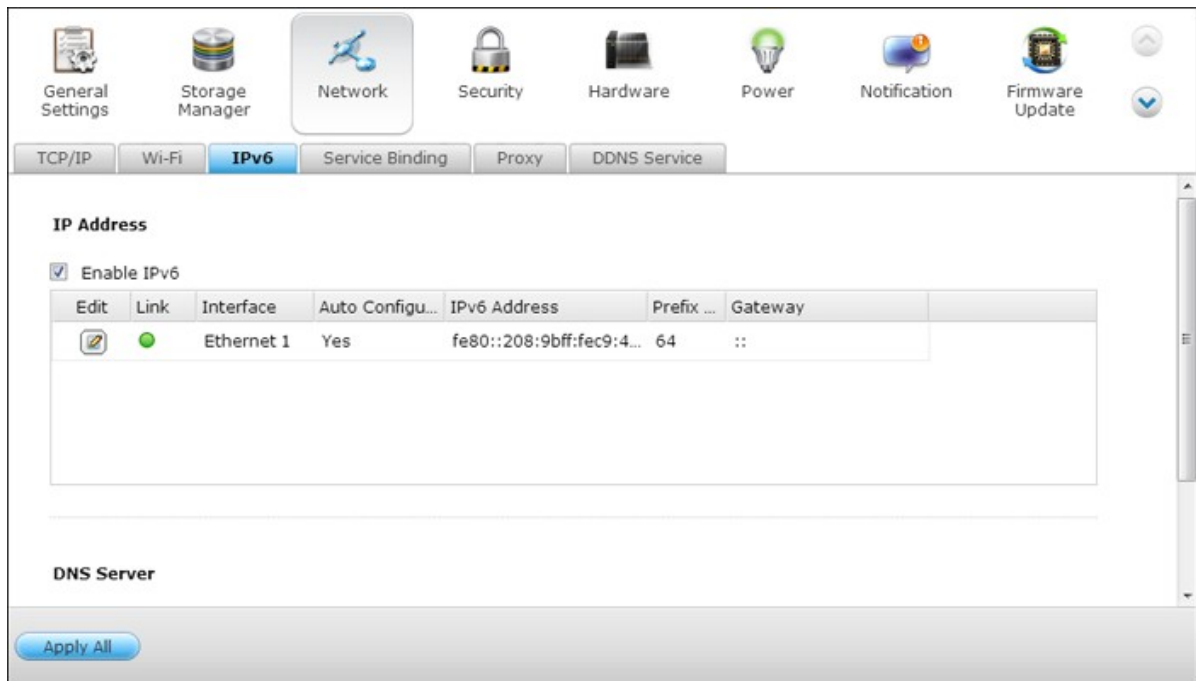 General Settings
Storage Manager
Network
Security
Hardware
Power
Notification
Firmware Update
TCP/IP Wi-Fi IPv6 Service Binding Proxy DDNS Service
IP Address
Enable IPv6
Edit Link Interface Auto Configu... IPv6 Address Prefix ... Gateway
Ethernet 1 Yes fe80::208:9bff:fec9:4... 64 ::
DNS Server
Apply All